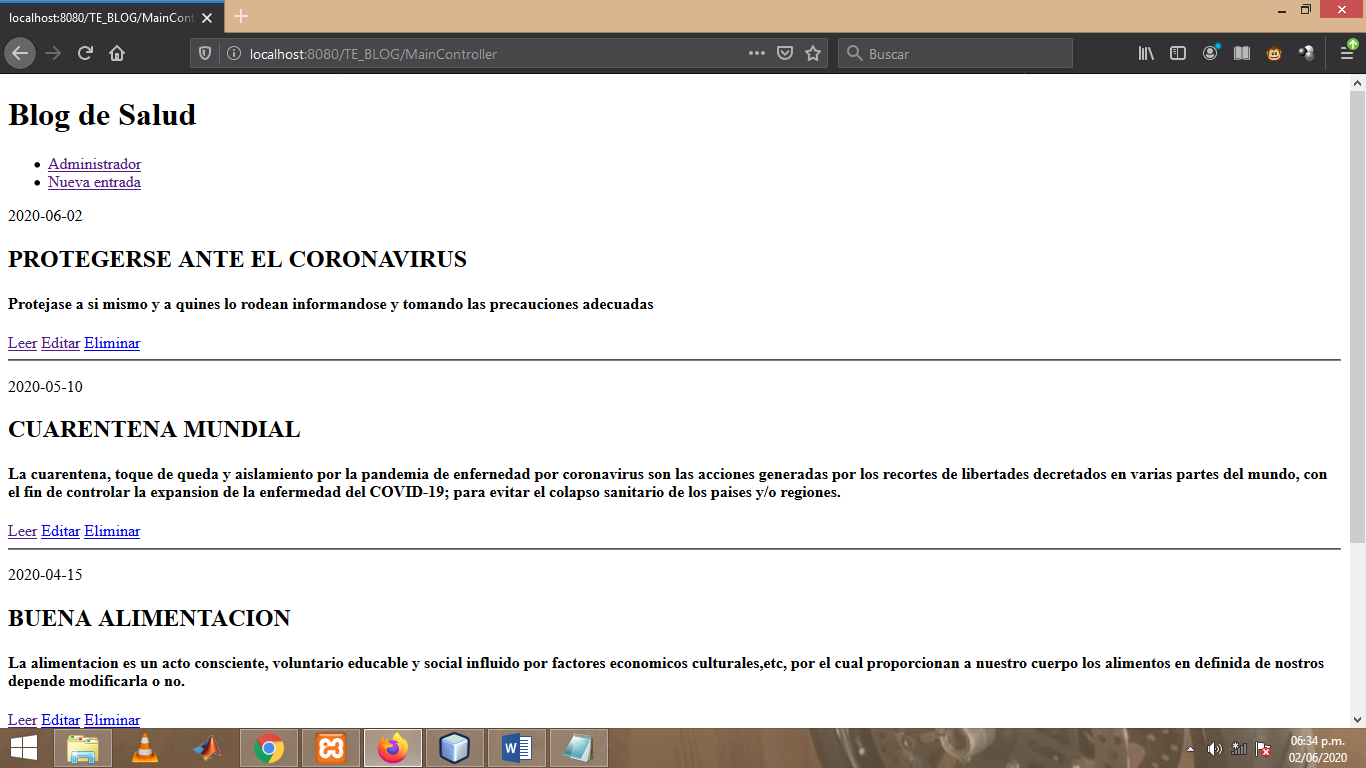 localhost:8080/TE_BLOG/MainCont
localhost:8080/TE_BLOG/MainController
Buscar
Blog de Salud
Administrador
Nueva entrada
2020-06-02
PROTEGERSE ANTE EL CORONAVIRUS
Protejase a si mismo y a quines lo rodean informandose y tomando las precauciones adecuadas
Leer Editar Eliminar
2020-05-10
CUARENTENA MUNDIAL
La cuarentena, toque de queda y aislamiento por la pandemia de enfernedad por coronavirus son las acciones generadas por los recortes de libertades decretados en varias partes del mundo, con
el fin de controlar la expansion de la enfermedad del COVID-19; para evitar el colapso sanitario de los paises y/o regiones.
Leer Editar Eliminar
2020-04-15
BUENA ALIMENTACION
La alimentacion es un acto consciente, voluntario educable y social influido por factores economicos culturales,etc, por el cual proporcionan a nuestro cuerpo los alimentos en definida de nostros
depende modificarla o no.
Leer Editar Eliminar
06:34 p.m.
02/06/2020